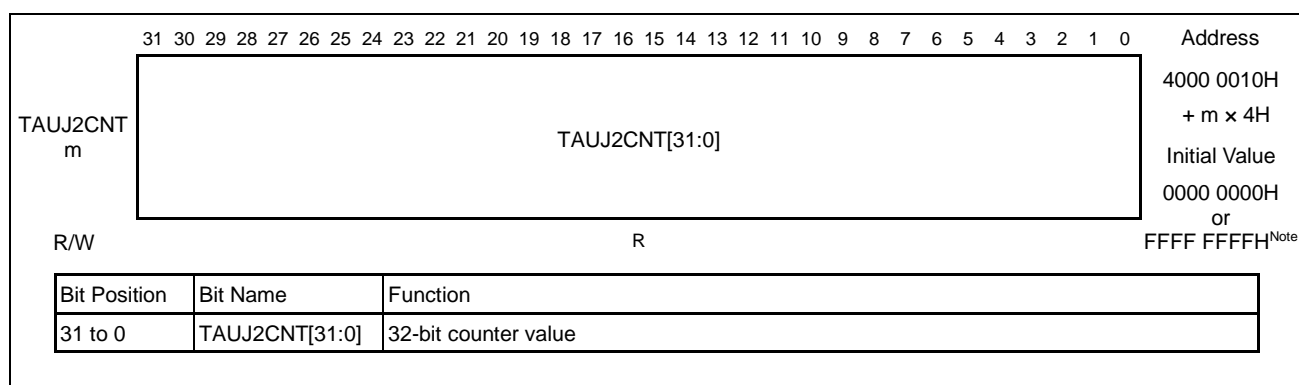 31 30 29 28 27 26 25 24 23 22 21 20 19 18 17 16 15 14 13 12 11 10 9 8 7 6 5 4 3 2 1 0 Address
TAUJ2CNT
m
TAUJ2CNT[31:0]
4000 0010H
+ m × 4H
Initial Value
0000 0000H
or
FFFF FFFFHNote
R/W R
Bit Position Bit Name Function
31 to 0 TAUJ2CNT[31:0] 32-bit counter value